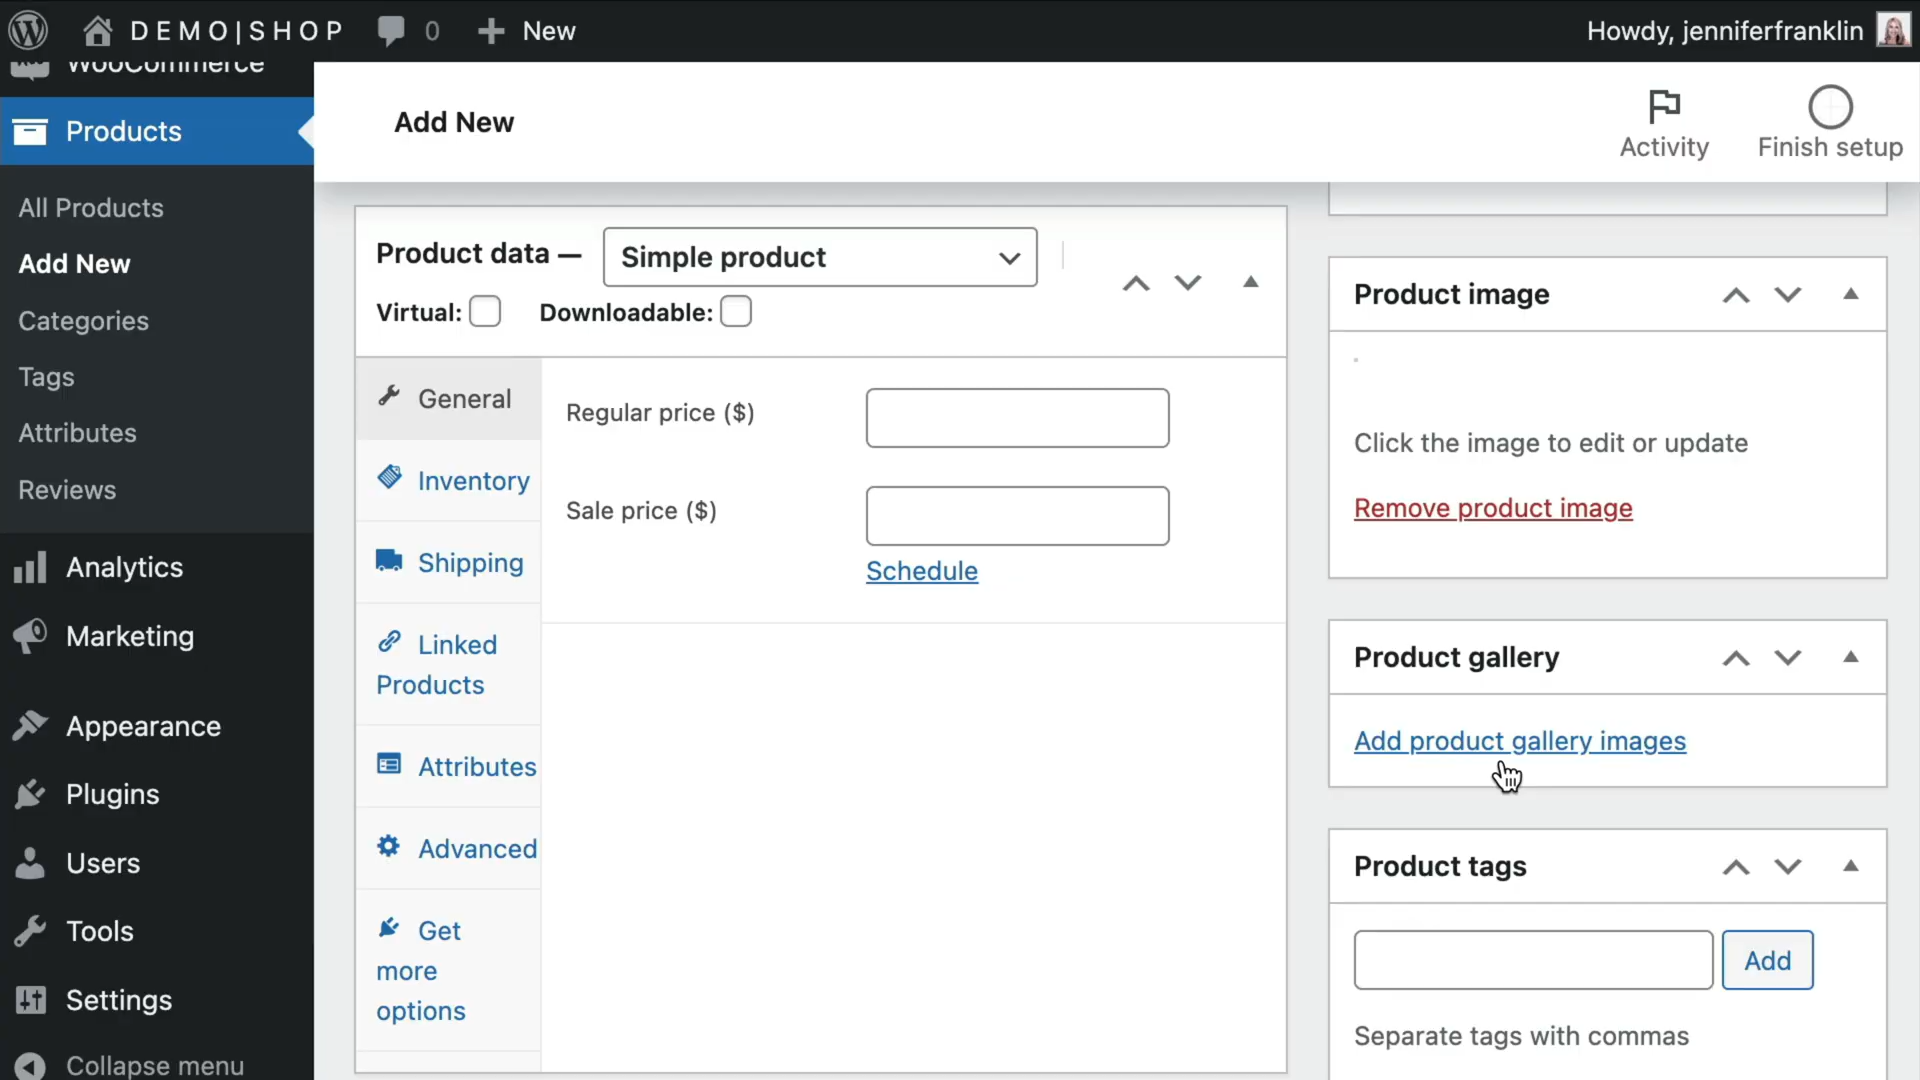 DEMO|SHOP
0
New
Howdy, jenniferfranklin
WooCommerce
Products
All Products
Add New
Categories
Tags
Attributes
Reviews
Analytics
Marketing
Appearance
Plugins
Users
Tools
Settings
Collapse menu
Add New
Activity
Finish setup
Product data — Simple product
Virtual: Downloadable:
General
Inventory
Shipping
Linked
Products
Attributes
Advanced
Get
more
options
Regular price ($)
Sale price ($)
Schedule
Product image
Click the image to edit or update
Remove product image
Product gallery
Add product gallery images
Product tags
Add
Separate tags with commas